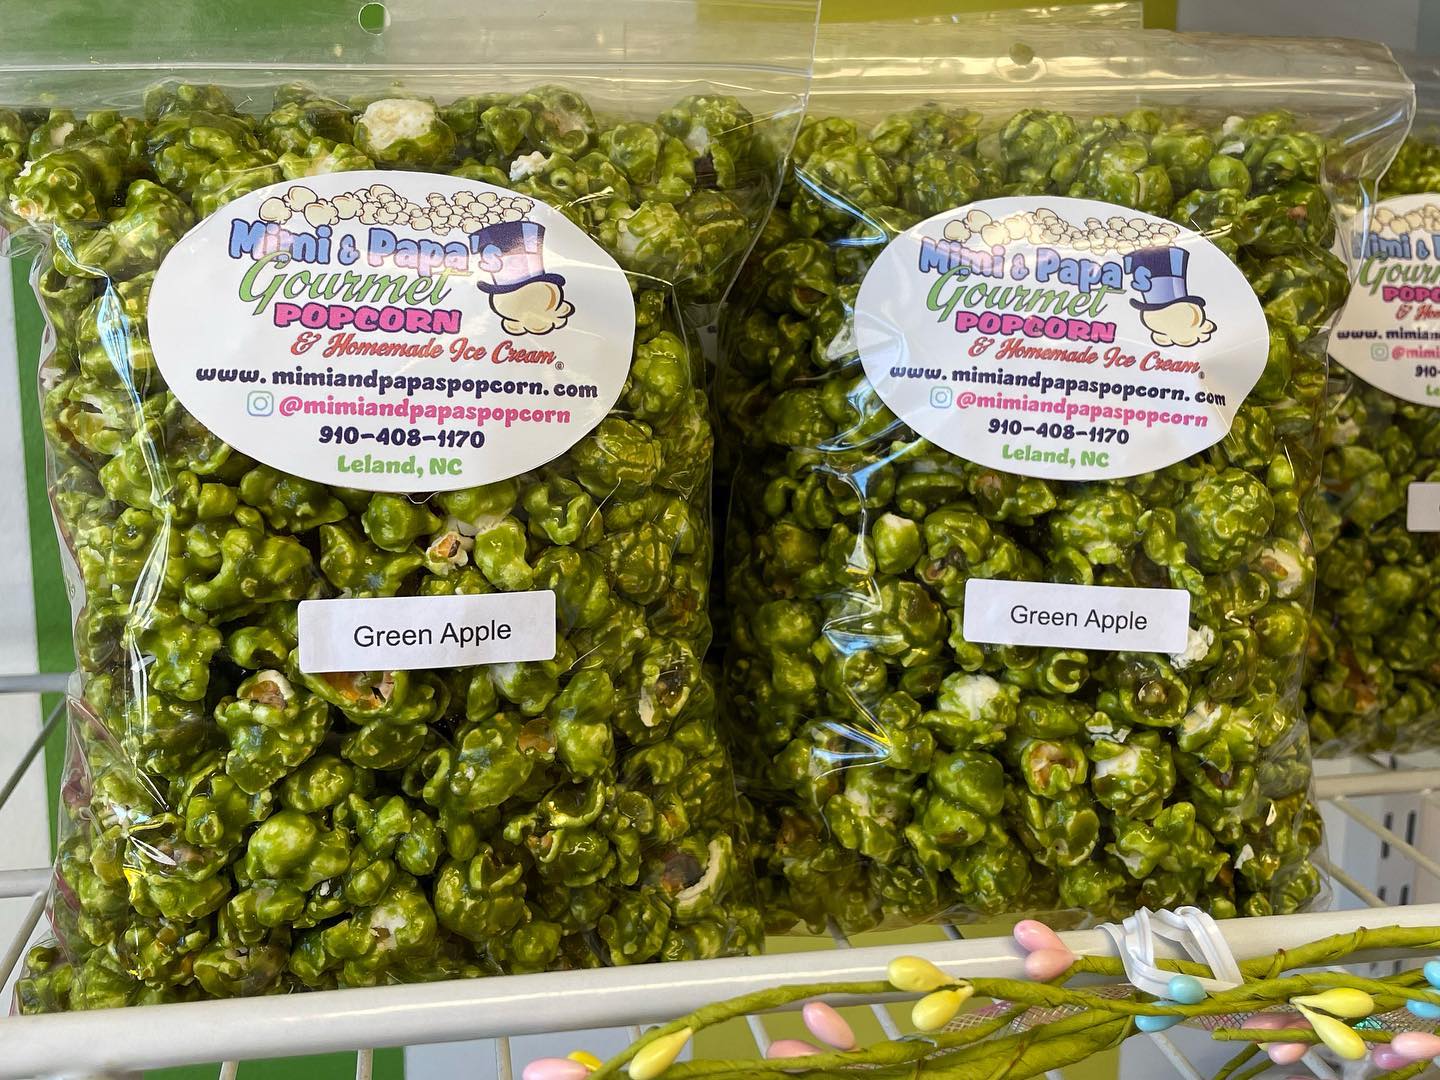 Mimi & Papa's
Gourmet
POPCORN
& Homemade Ice Cream®
www.mimiandpapaspopcorn.com
@mimiandpapaspopcorn
910-408-1170
Leland, NC
Green Apple
Mimi & Papa's
Gourmet
POPCORN
& Homemade Ice Cream®
www.mimiandpapaspopcorn.com
@mimiandpapaspopcorn
910-408-1170
Leland, NC
Green Apple
Mimi &